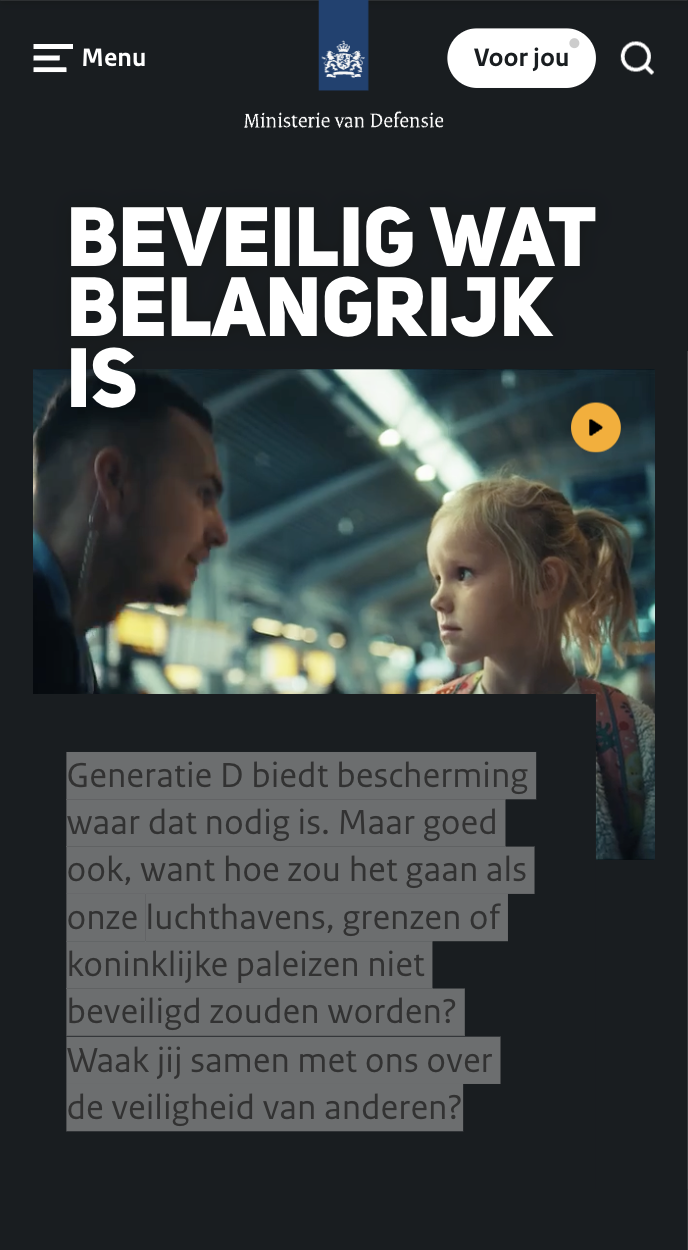 Menu
Voor jou
Ministerie van Defensie
BEVEILIG WAT
BELANGRIJK
IS
Generatie D biedt bescherming
waar dat nodig is. Maar goed
ook, want hoe zou het gaan als
onze luchthavens, grenzen of
koninklijke paleizen niet
beveiligd zouden worden?
Waak jij samen met ons over
de veiligheid van anderen?